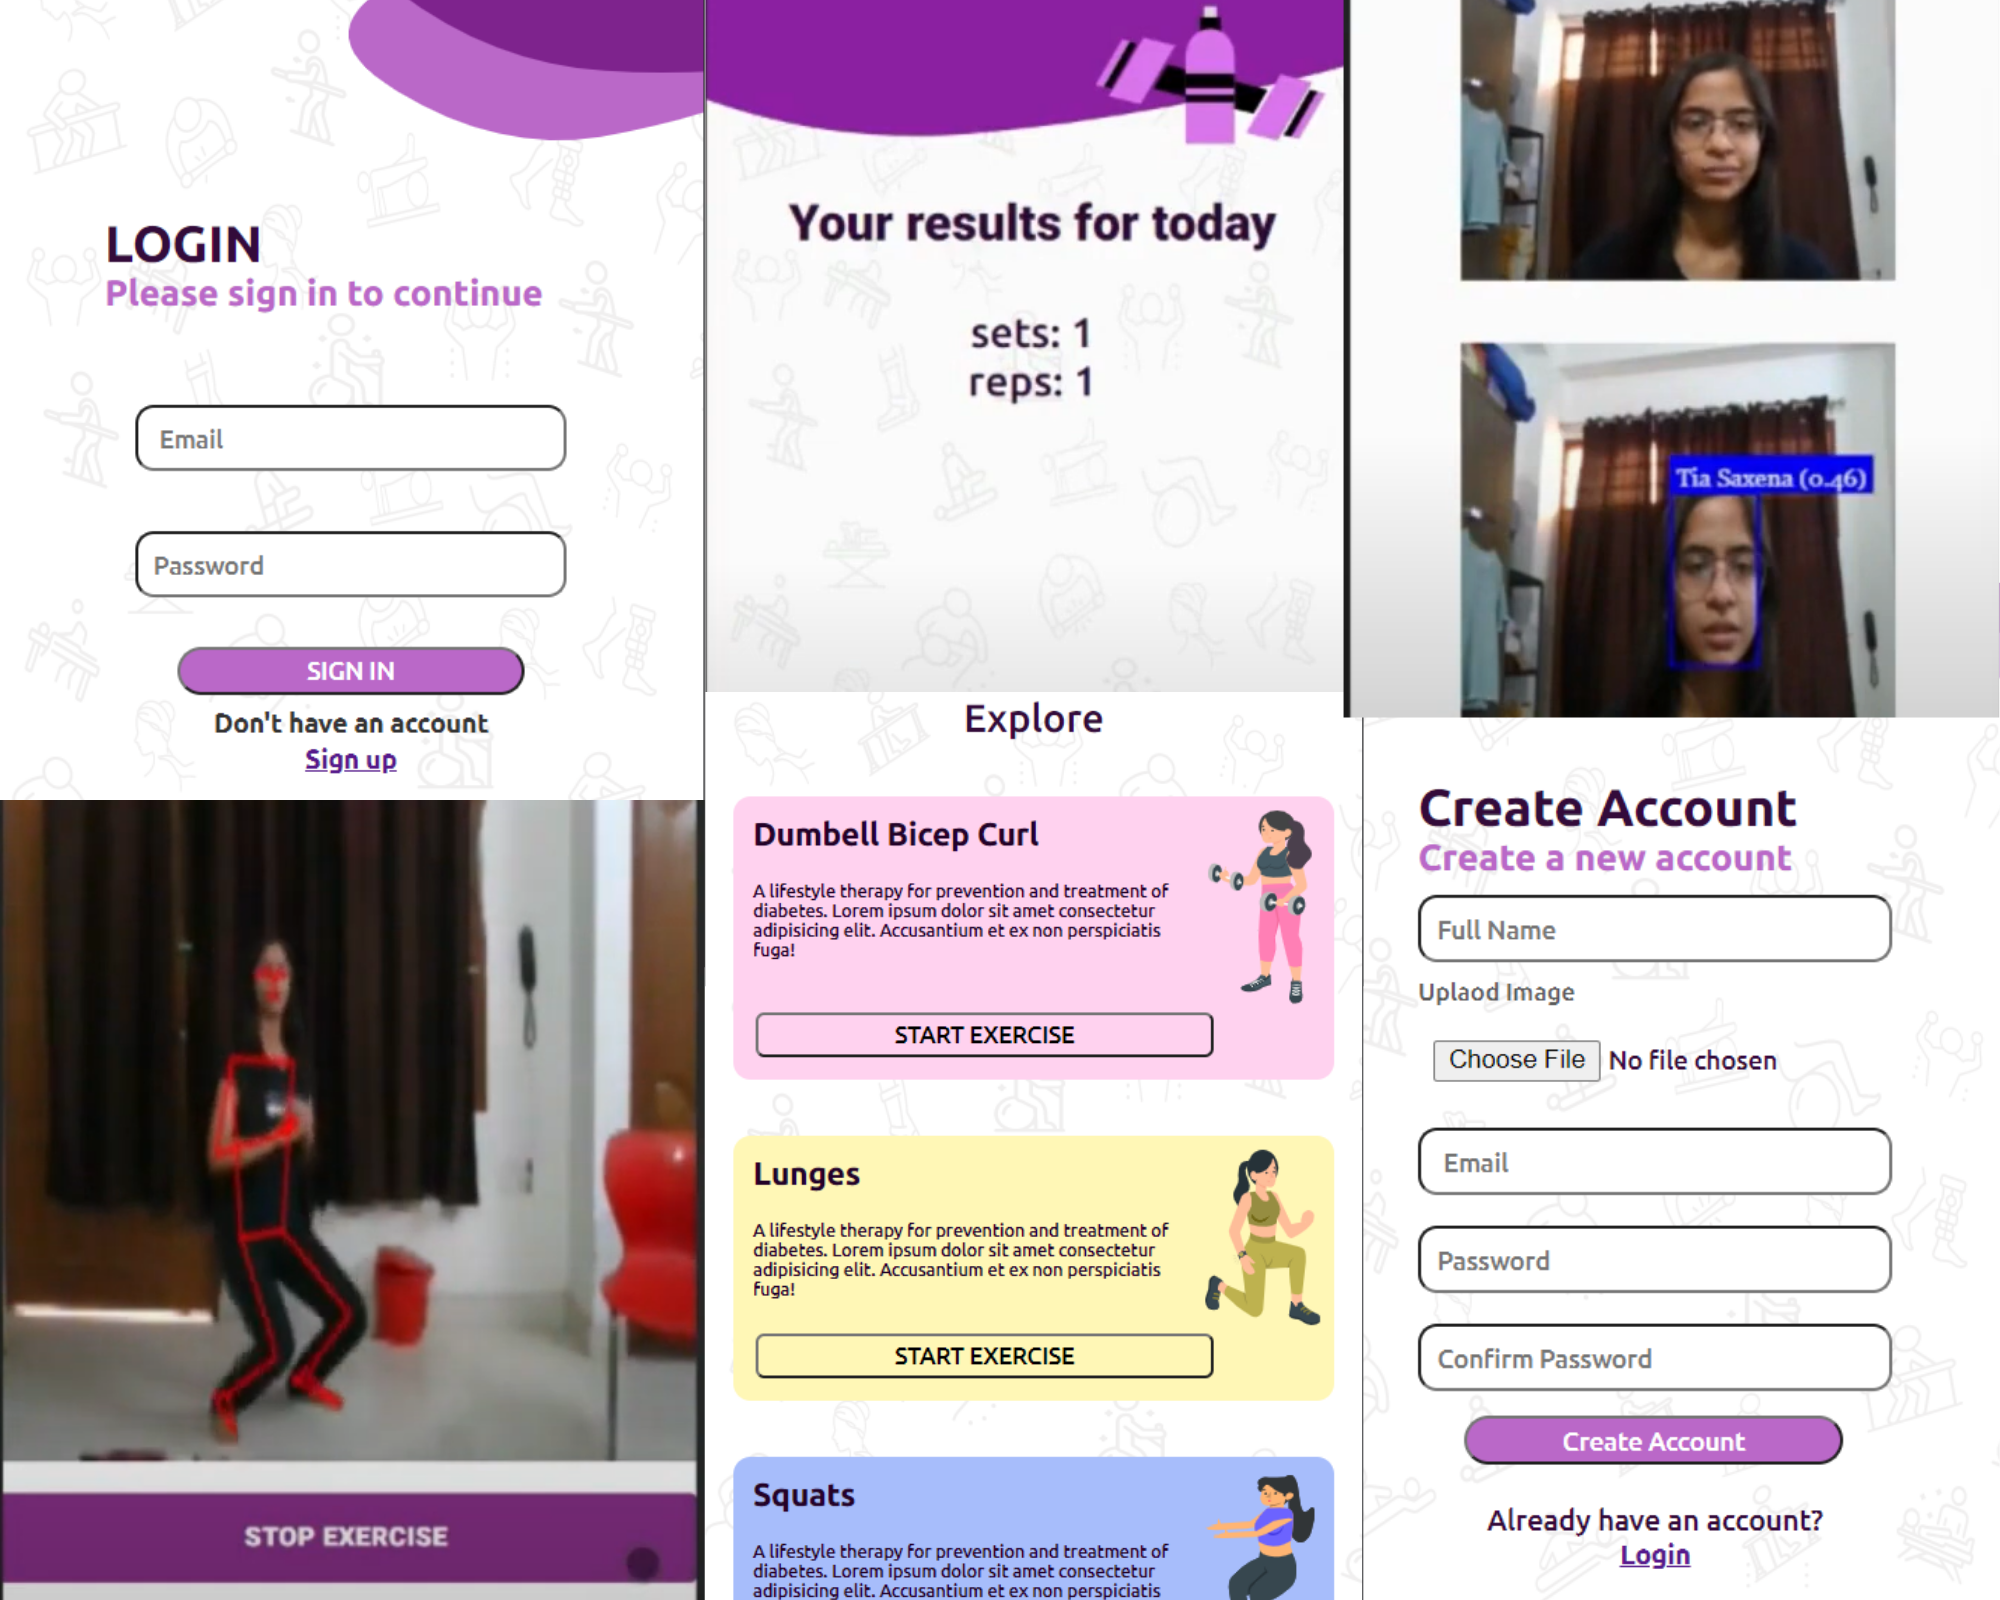 LOGIN
Please sign in to continue
Email
Password
SIGN IN
Don't have an account
Sign up
STOP EXERCISE
Your results for today
sets: 1
reps: 1
Explore
Dumbell Bicep Curl
A lifestyle therapy for prevention and treatment of
diabetes. Lorem ipsum dolor sit amet consectetur
adipisicing elit. Accusantium et ex non perspiciatis
fuga!
START EXERCISE
Lunges
A lifestyle therapy for prevention and treatment of
diabetes. Lorem ipsum dolor sit amet consectetur
adipisicing elit. Accusantium et ex non perspiciatis
fuga!
START EXERCISE
Squats
A lifestyle therapy for prevention and treatment of
diabetes. Lorem ipsum dolor sit amet consectetur
adipisicing elit. Accusantium et ex non perspiciatis
Tia Saxena (0.46)
Create Account
Create a new account
Full Name
Uplaod Image
Choose File No file chosen
Email
Password
Confirm Password
Create Account
Already have an account?
Login